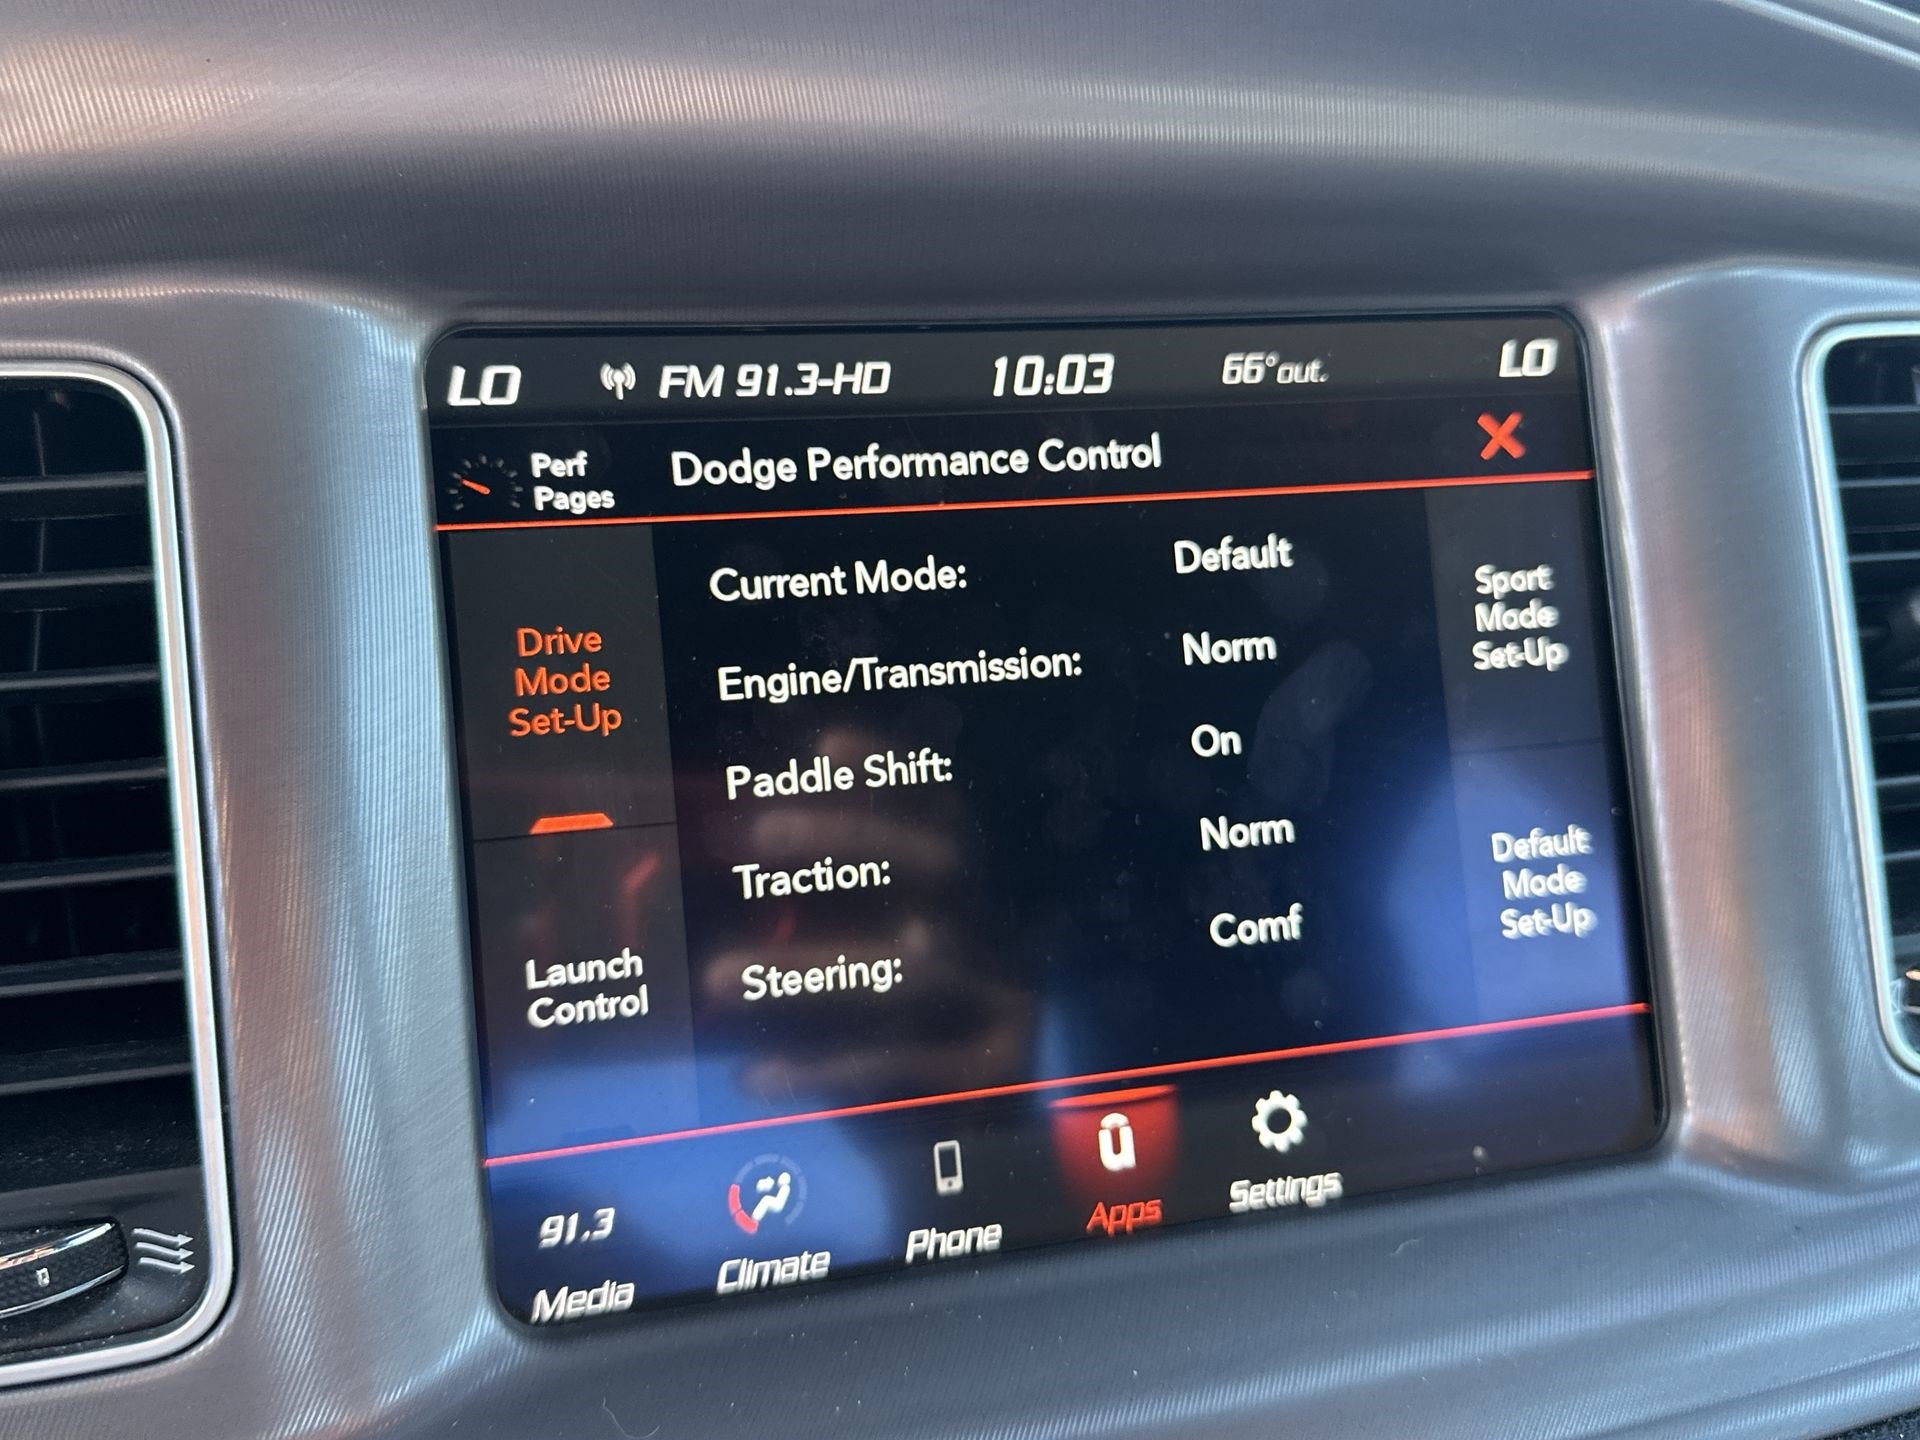 LO FM 91.3-HD 10:03 66°out. LO
Perf
Pages
Dodge Performance Control
Drive
Mode
Set-Up
Launch
Control
Current Mode: Default
Engine/Transmission: Norm
Paddle Shift: On
Traction: Norm
Steering: Comf
Sport
Mode
Set-Up
Default
Mode
Set-Up
91.3
Media
Climate
Phone
Apps
Settings